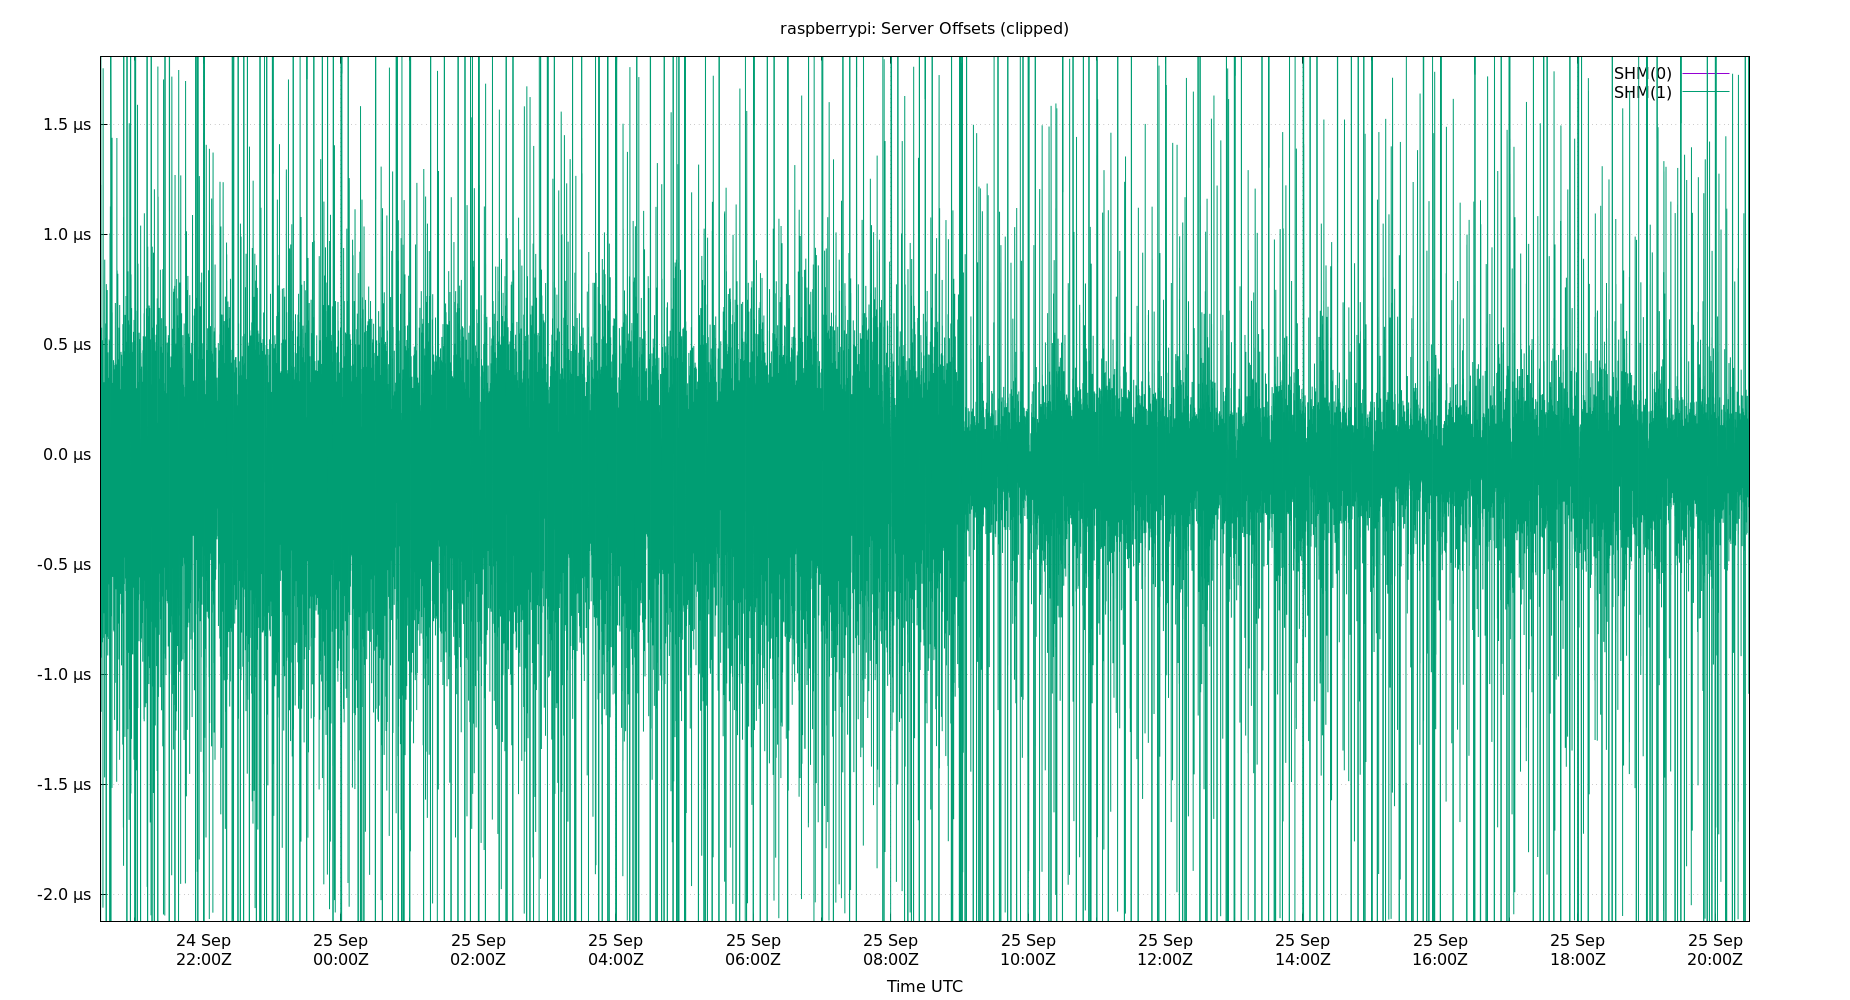 raspberrypi: Server Offsets (clipped)
SHM(0)
SHM(1)
1.5 µs
1.0 µs
0.5 µs
0.0 µs
-0.5 µs
-1.0 µs
-1.5 µs
-2.0 µs
24 Sep 25 Sep 25 Sep 25 Sep 25 Sep 25 Sep 25 Sep 25 Sep 25 Sep 25 Sep 25 Sep 25 Sep
22:00Z 00:00Z 02:00Z 04:00Z 06:00Z 08:00Z 10:00Z 12:00Z 14:00Z 16:00Z 18:00Z 20:00Z
Time UTC